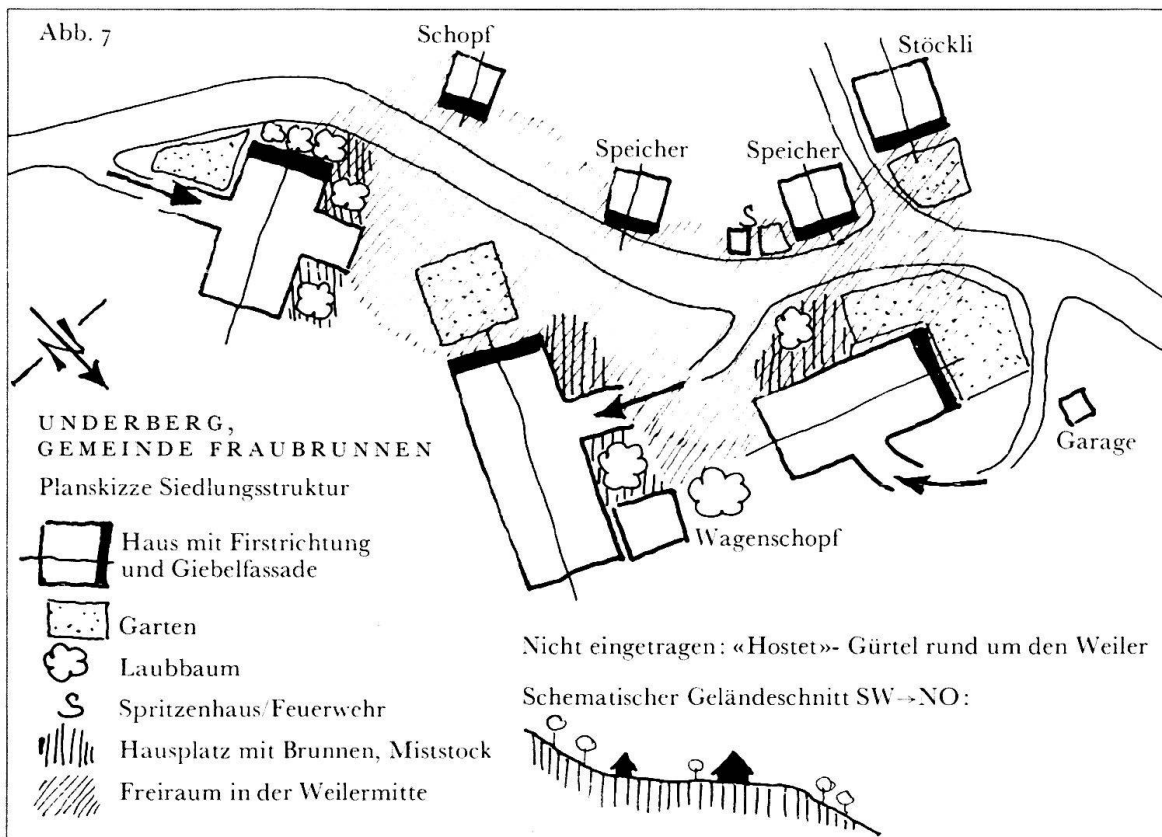 Abb. 7
Schopf
Stöckli
Speicher
Speicher
S
Garage
Wagenschopf
N
UNDERBERG,
GEMEINDE FRAUBRUNNEN
Planskizze Siedlungsstruktur
Haus mit Firstrichtung
und Giebelfassade
Garten
Laubbaum
S Spritzenhaus/Feuerwehr
Hausplatz mit Brunnen, Miststock
Freiraum in der Weilermitte
Nicht eingetragen: «Hostet»- Gürtel rund um den Weiler
Schematischer Geländeschnitt SW→NO: